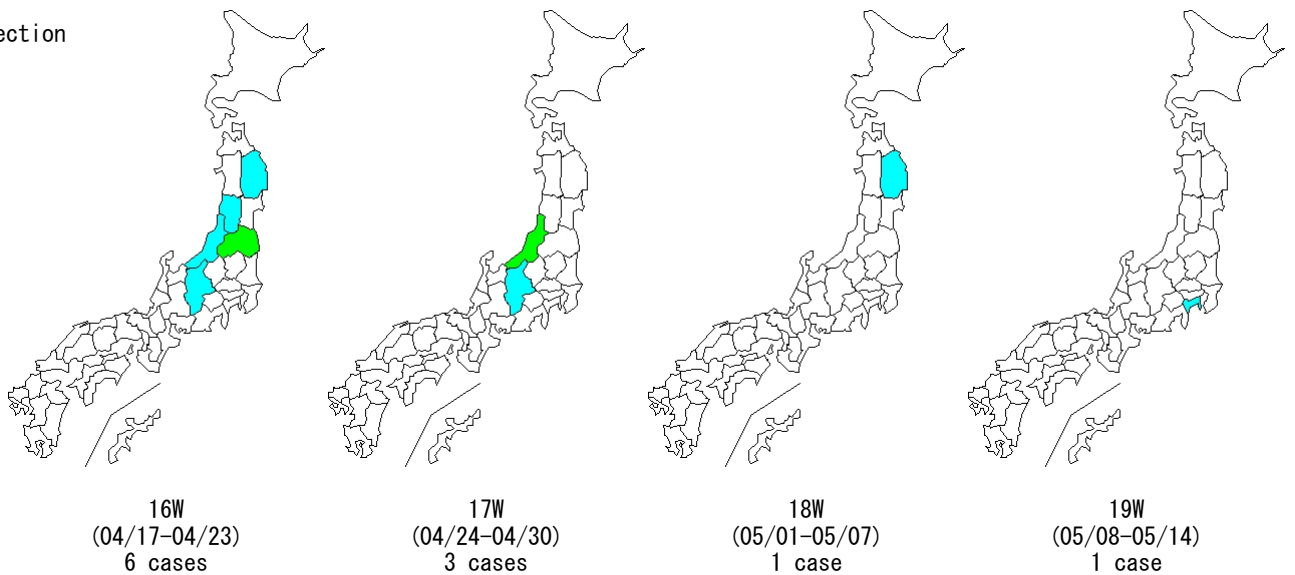 ection
16W
(04/17-04/23)
6 cases
17W
(04/24-04/30)
3 cases
18W
(05/01-05/07)
1 case
19W
(05/08-05/14)
1 case